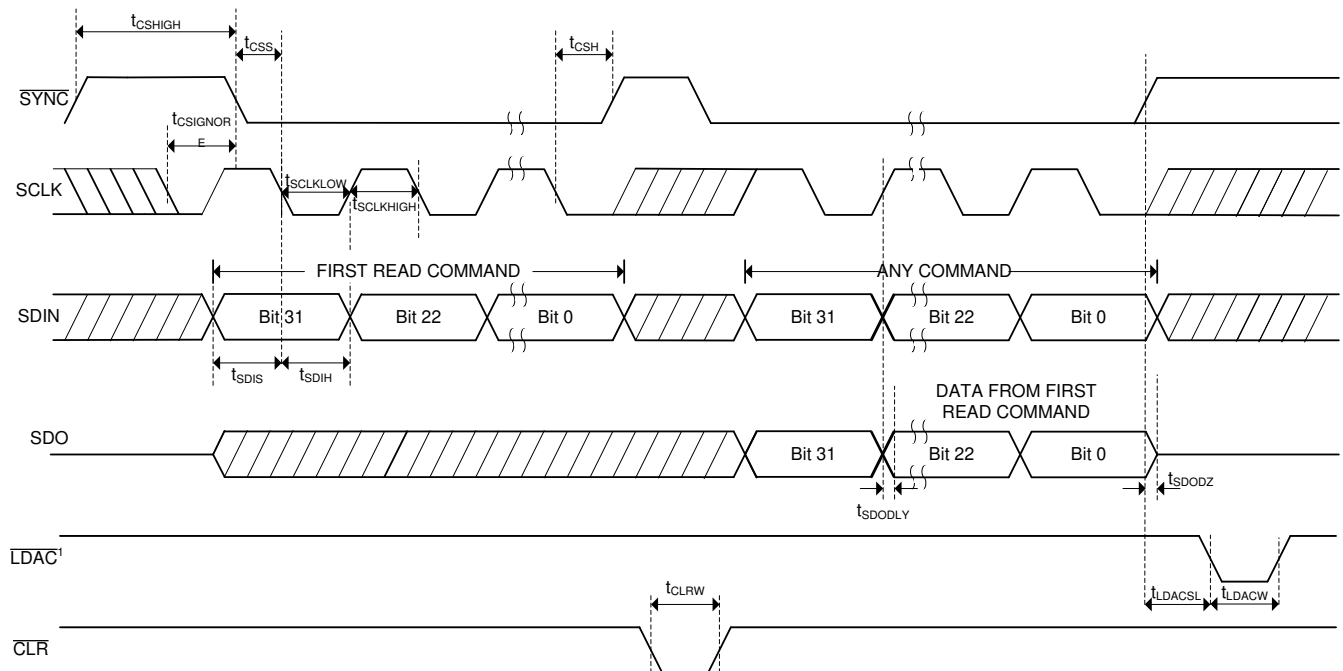 tCSHIGH
tCSS
tCSH
SYNC
tCSIGNOR
E
SCLK
tSCLKLOW
tSCLKHIGH
FIRST READ COMMAND
ANY COMMAND
SDIN
Bit 31
Bit 22
Bit 0
Bit 31
Bit 22
Bit 0
tSDIS
tSDIH
DATA FROM FIRST
READ COMMAND
SDO
Bit 31
Bit 22
Bit 0
tSDODLY
tSDODZ
LDAC1
tLDACSL
tLDACW
tCLRW
CLR